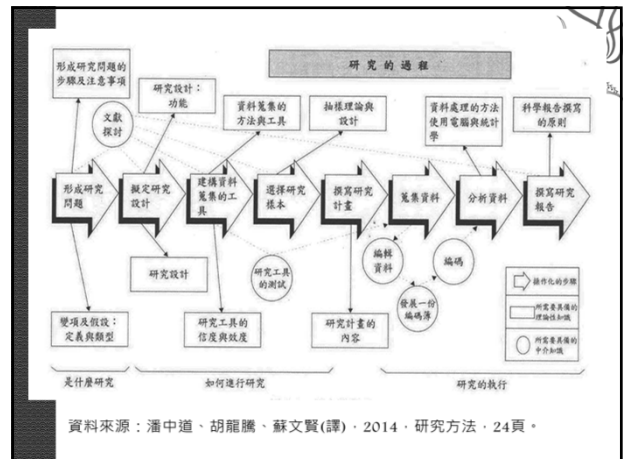 研究的過程
形成研究問題的
步驟及注意事項
研究設計：
功能
文獻
探討
資料蒐集的
方法與工具
抽樣理論與
設計
資料處理的方法
使用電腦與統計
學
科學報告撰寫
的原則
形成研究
問題
擬定研究
設計
建構資料
蒐集的工
具
選擇研究
樣本
撰寫研究
計畫
蒐集資料
分析資料
撰寫研究
報告
研究設計
研究工具
的測試
編輯
資料
編碼
發展一份
編碼簿
變項及假設：
定義與類型
研究工具的
信度與效度
研究計畫的
內容
操作化的步驟
所需要具備的
理論性知識
所需要具備的
中介知識
是什麼研究
如何進行研究
研究的執行
資料來源：潘中道、胡龍騰、蘇文賢(�ロ)，2014，研究方法，24頁。